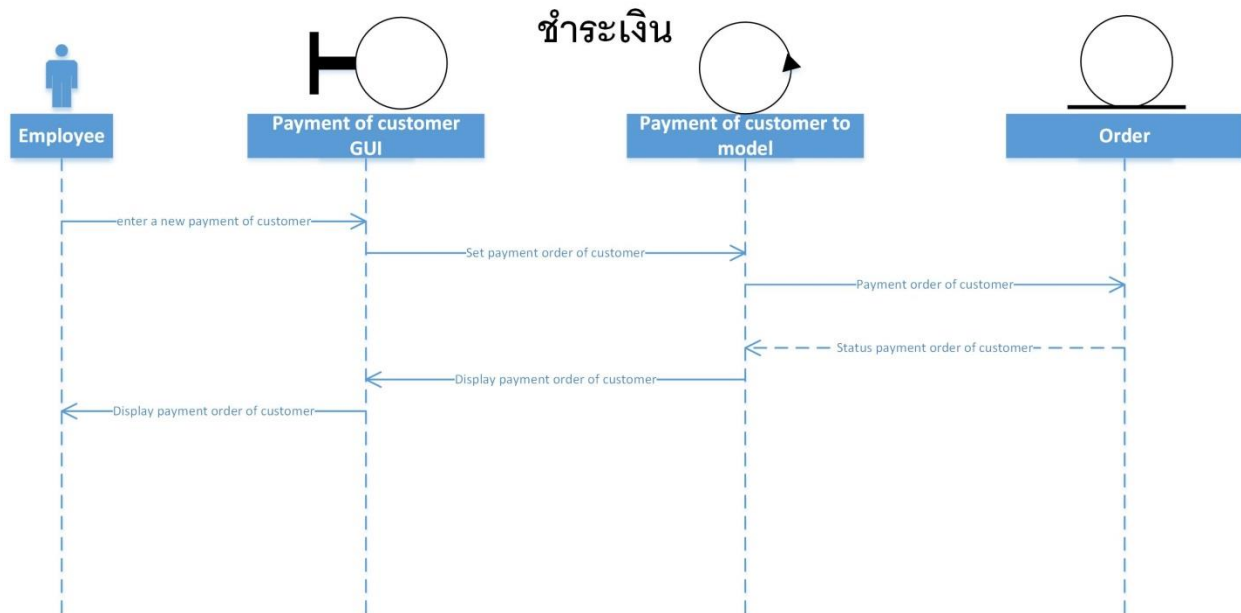 ชำระเงิน
Employee
Payment of customer
GUI
Payment of customer to
model
Order
enter a new payment of customer
Set payment order of customer
Payment order of customer
Status payment order of customer
Display payment order of customer
Display payment order of customer